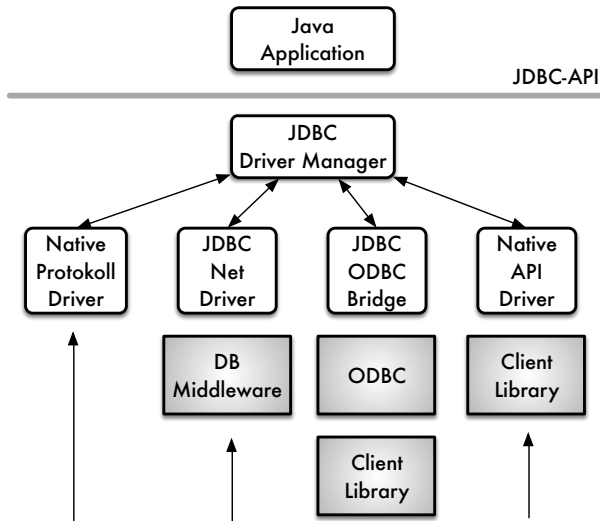 Java
Application
JDBC-API
JDBC
Driver Manager
Native
Protokoll
Driver
JDBC
Net
Driver
JDBC
ODBC
Bridge
Native
API
Driver
DB
Middleware
ODBC
Client
Library
Client
Library